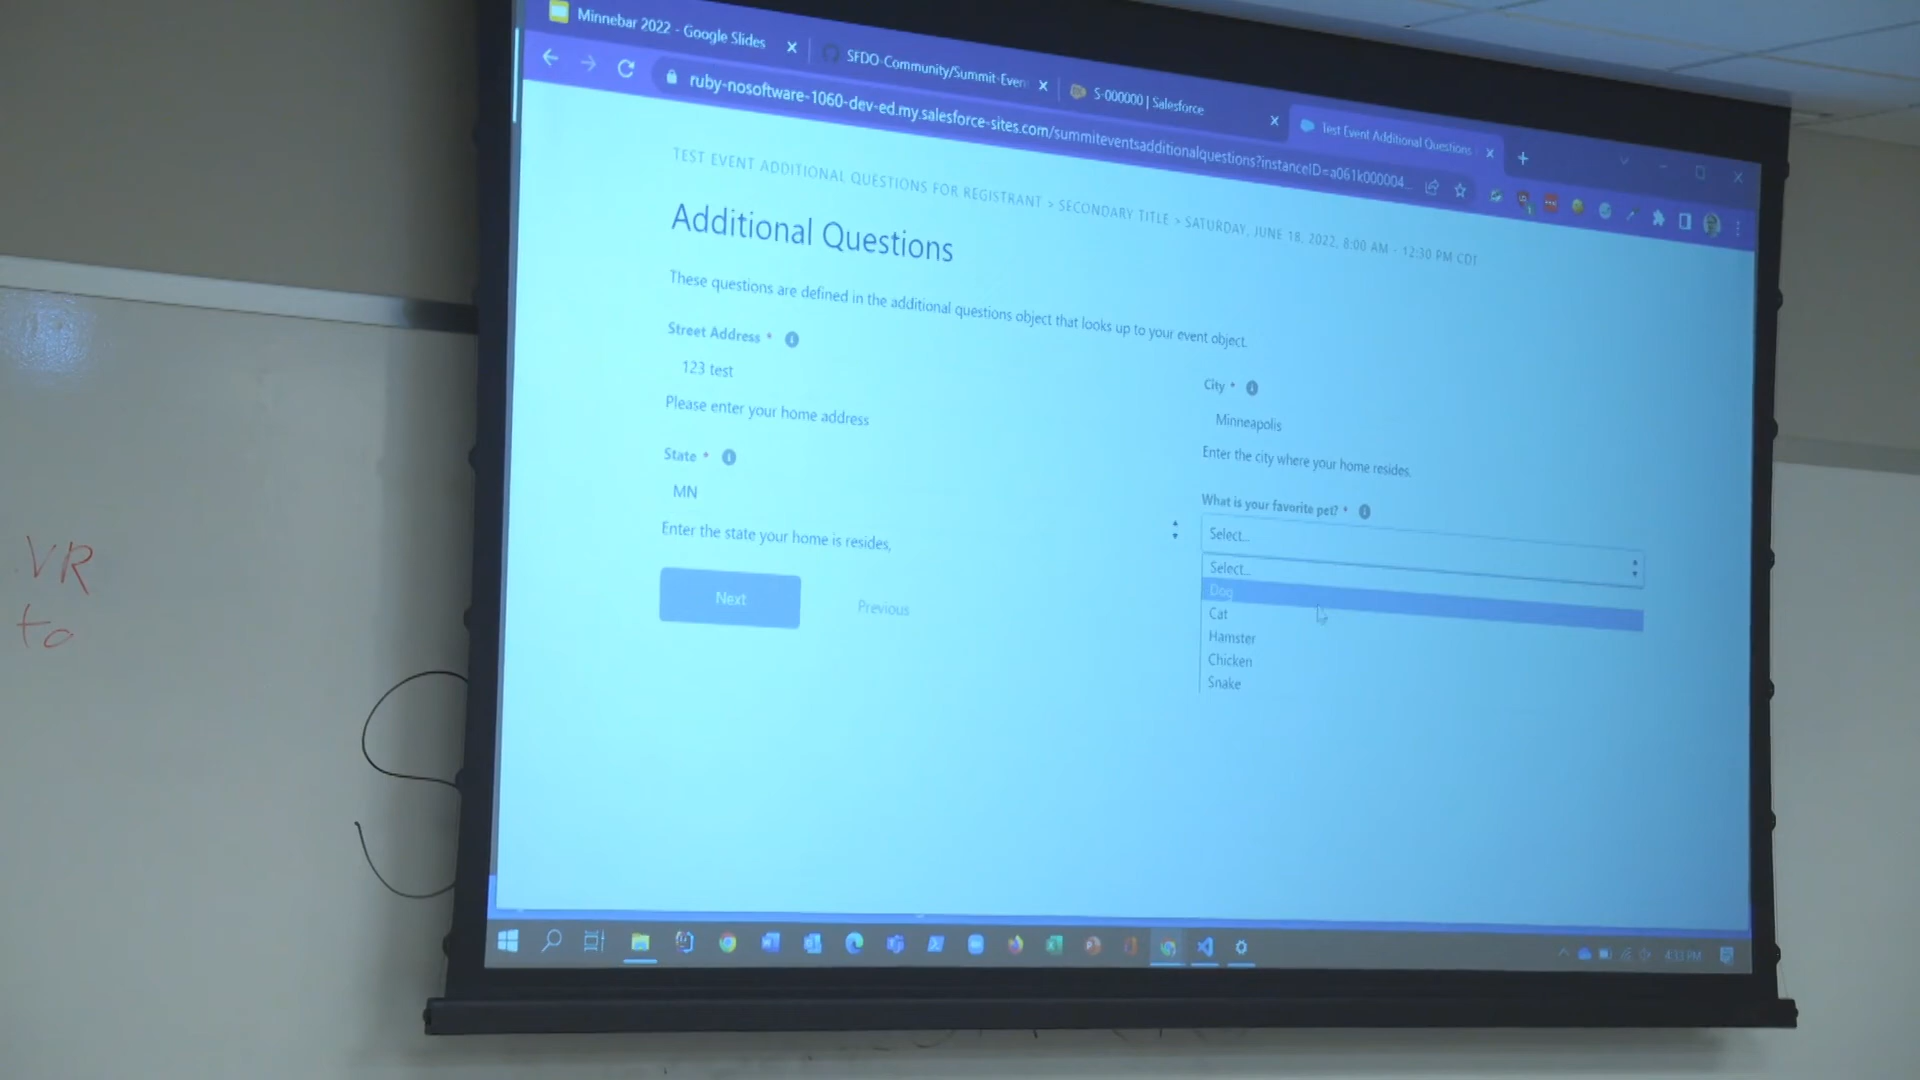 Minnebar 2022 - Google Slides
SFDO-Community/Summit-Even
S-000000 | Salesforce
Test Event Additional Questions
ruby-nosoftware-1060-dev-ed.my.salesforce-sites.com/summiteventsadditionalquestions?instanceID=a061k000004...
TEST EVENT ADDITIONAL QUESTIONS FOR REGISTRANT > SECONDARY TITLE > SATURDAY, JUNE 18, 2022, 8:00 AM - 12:30 PM CDT
Additional Questions
These questions are defined in the additional questions object that looks up to your event object.
Street Address *
123 test
Please enter your home address
City *
Minneapolis
Enter the city where your home resides.
State *
MN
Enter the state your home is resides,
What is your favorite pet? *
Select...
Select...
Dog
Cat
Hamster
Chicken
Snake
Next
Previous
4:33 PM
VR
to